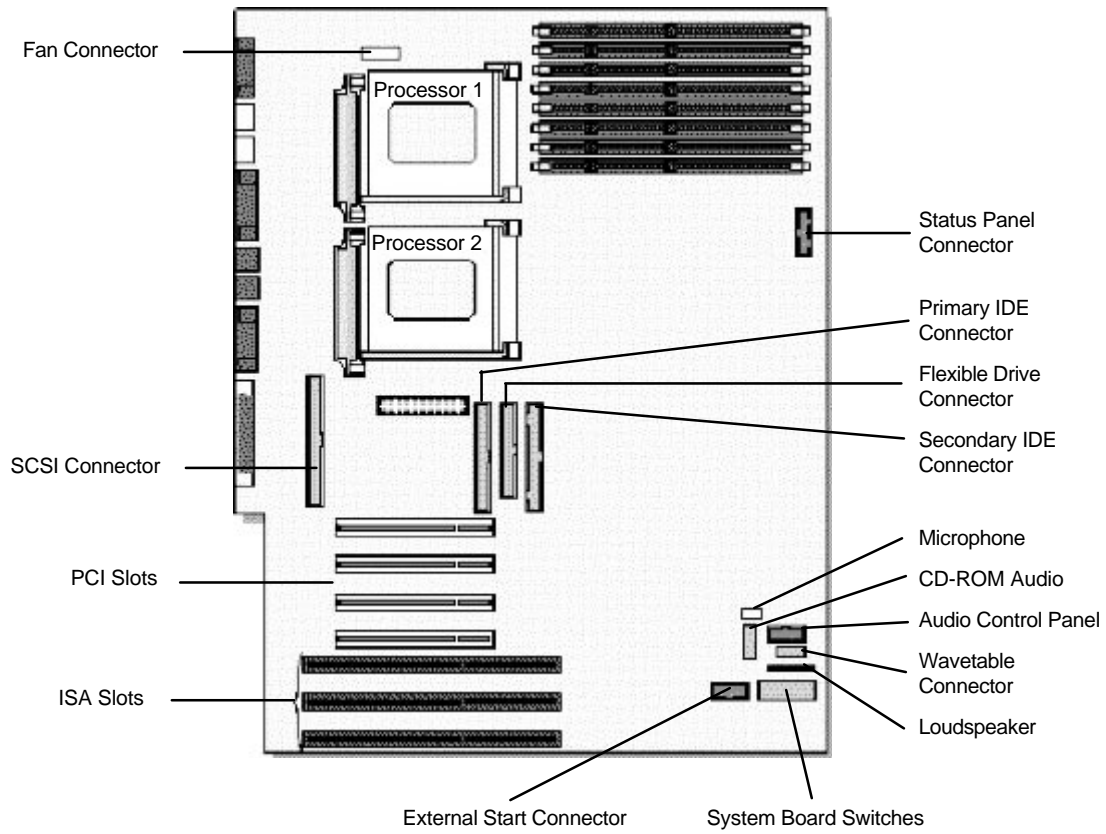 Fan Connector
Processor 1
Processor 2
Status Panel
Connector
Primary IDE
Connector
Flexible Drive
Connector
Secondary IDE
Connector
SCSI Connector
PCI Slots
ISA Slots
Microphone
CD-ROM Audio
Audio Control Panel
Wavetable
Connector
Loudspeaker
External Start Connector
System Board Switches